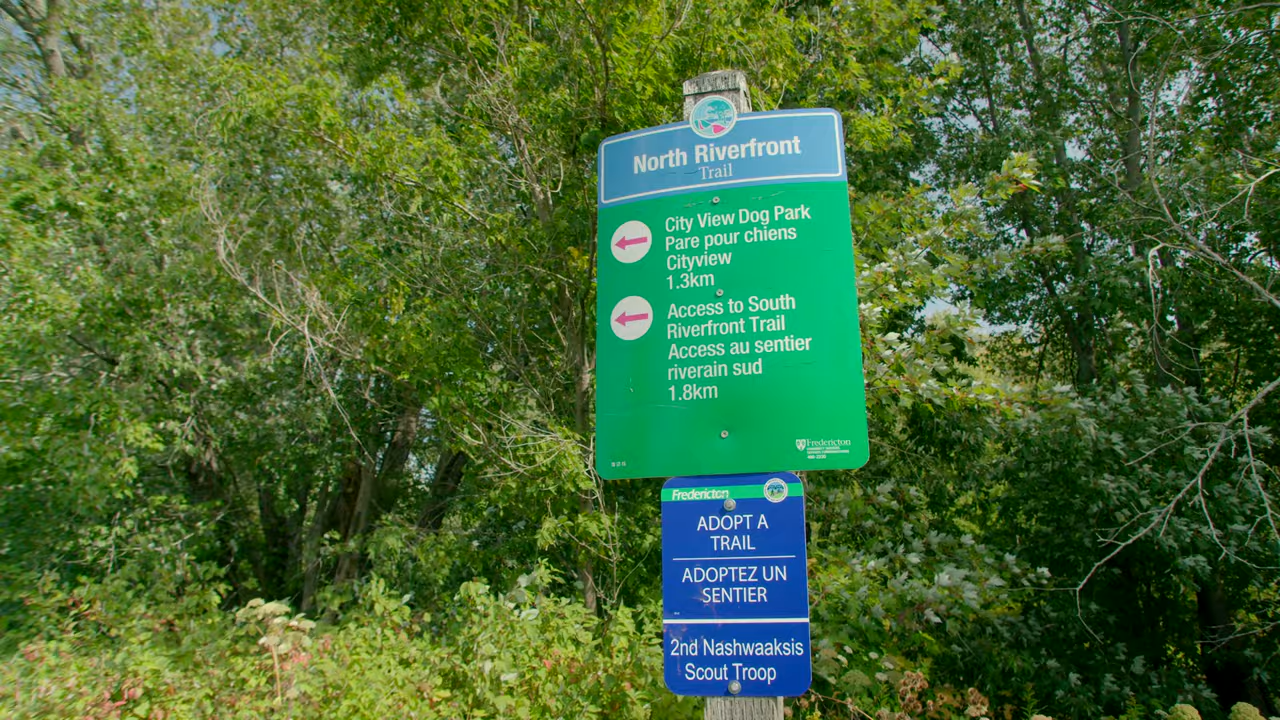 North Riverfront
Trail
City View Dog Park
Parc pour chiens
Cityview
1.3km
Access to South
Riverfront Trail
Access au sentier
riverain sud
1.8km
Fredericton
Fredericton
ADOPT A
TRAIL
ADOPTEZ UN
SENTIER
2nd Nashwaaksis
Scout Troop